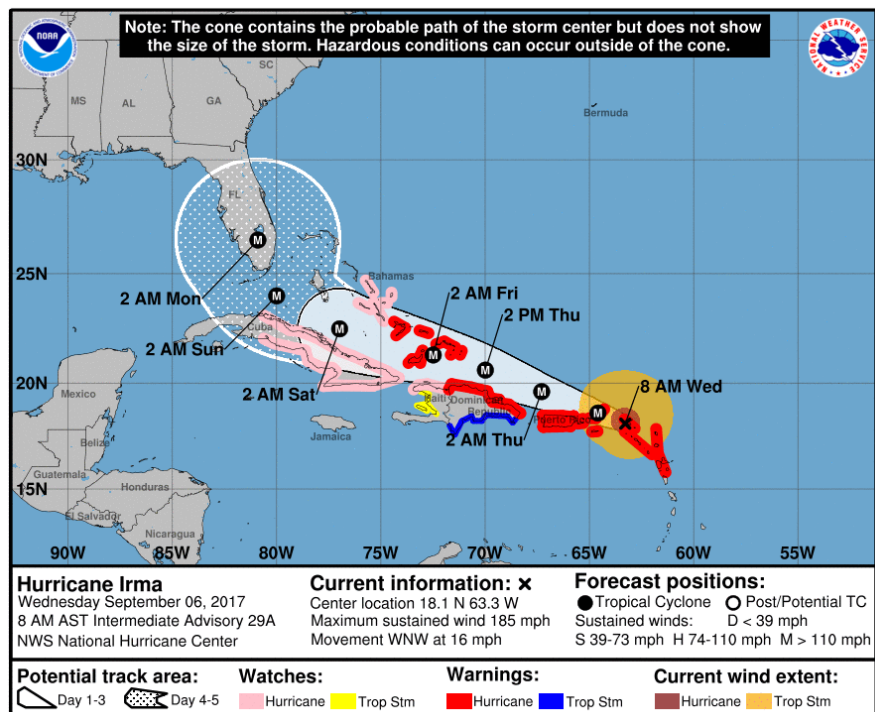 Note: The cone contains the probable path of the storm center but does not show
the size of the storm. Hazardous conditions can occur outside of the cone.
NOAA
NATIONAL WEATHER SERVICE
SC
MS
AL
GA
Bermuda
30N
FL
25N
Bahamas
2 AM Mon
2 AM Fri
2 PM Thu
Cuba
2 AM Sun
20N
2 AM Sat
8 AM Wed
Mexico
Haiti
Dominican
Republic
Puerto Rico
Jamaica
2 AM Thu
Belize
Guatemala
15N
Honduras
El Salvador
Nicaragua
90W 85W 80W 75W 70W 65W 60W 55W
M
M
M
M
M
M
M
Hurricane Irma
Wednesday September 06, 2017
8 AM AST Intermediate Advisory 29A
NWS National Hurricane Center
Current information: ×
Center location 18.1 N 63.3 W
Maximum sustained wind 185 mph
Movement WNW at 16 mph
Forecast positions:
Tropical Cyclone Post/Potential TC
Sustained winds: D < 39 mph
S 39-73 mph H 74-110 mph M > 110 mph
Potential track area:
Day 1-3 Day 4-5
Watches:
Hurricane Trop Stm
Warnings:
Hurricane Trop Stm
Current wind extent:
Hurricane Trop Stm